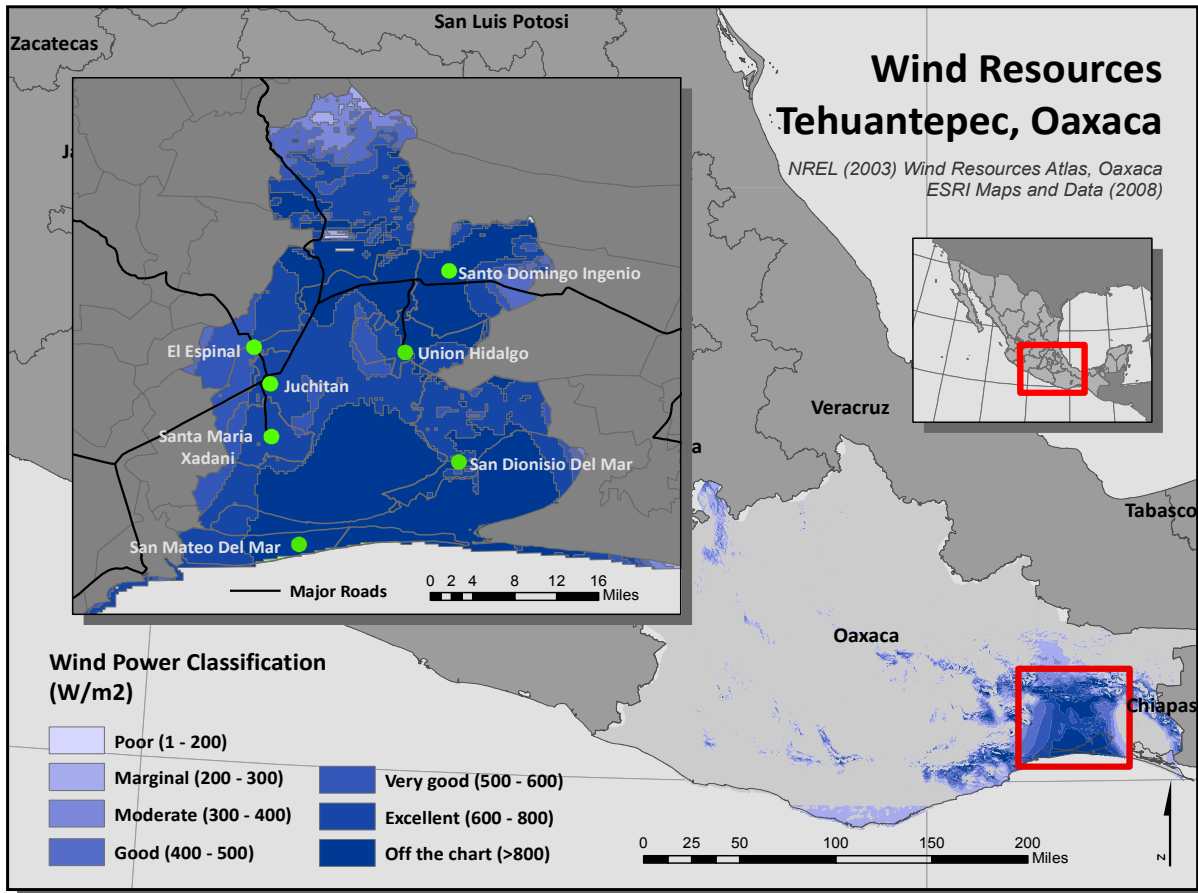 San Luis Potosi
Zacatecas
Wind Resources
Tehuantepec, Oaxaca
NREL (2003) Wind Resources Atlas, Oaxaca
ESRI Maps and Data (2008)
Santo Domingo Ingenio
El Espinal
Union Hidalgo
Juchitan
Santa Maria
Xadani
San Dionisio Del Mar
San Mateo Del Mar
Major Roads
0 2 4 8 12 16
Miles
Veracruz
Tabasco
Oaxaca
Chiapas
Wind Power Classification
(W/m2)
Poor (1 - 200)
Marginal (200 - 300)
Moderate (300 - 400)
Good (400 - 500)
Very good (500 - 600)
Excellent (600 - 800)
Off the chart (>800)
0 25 50 100 150 200
Miles
N